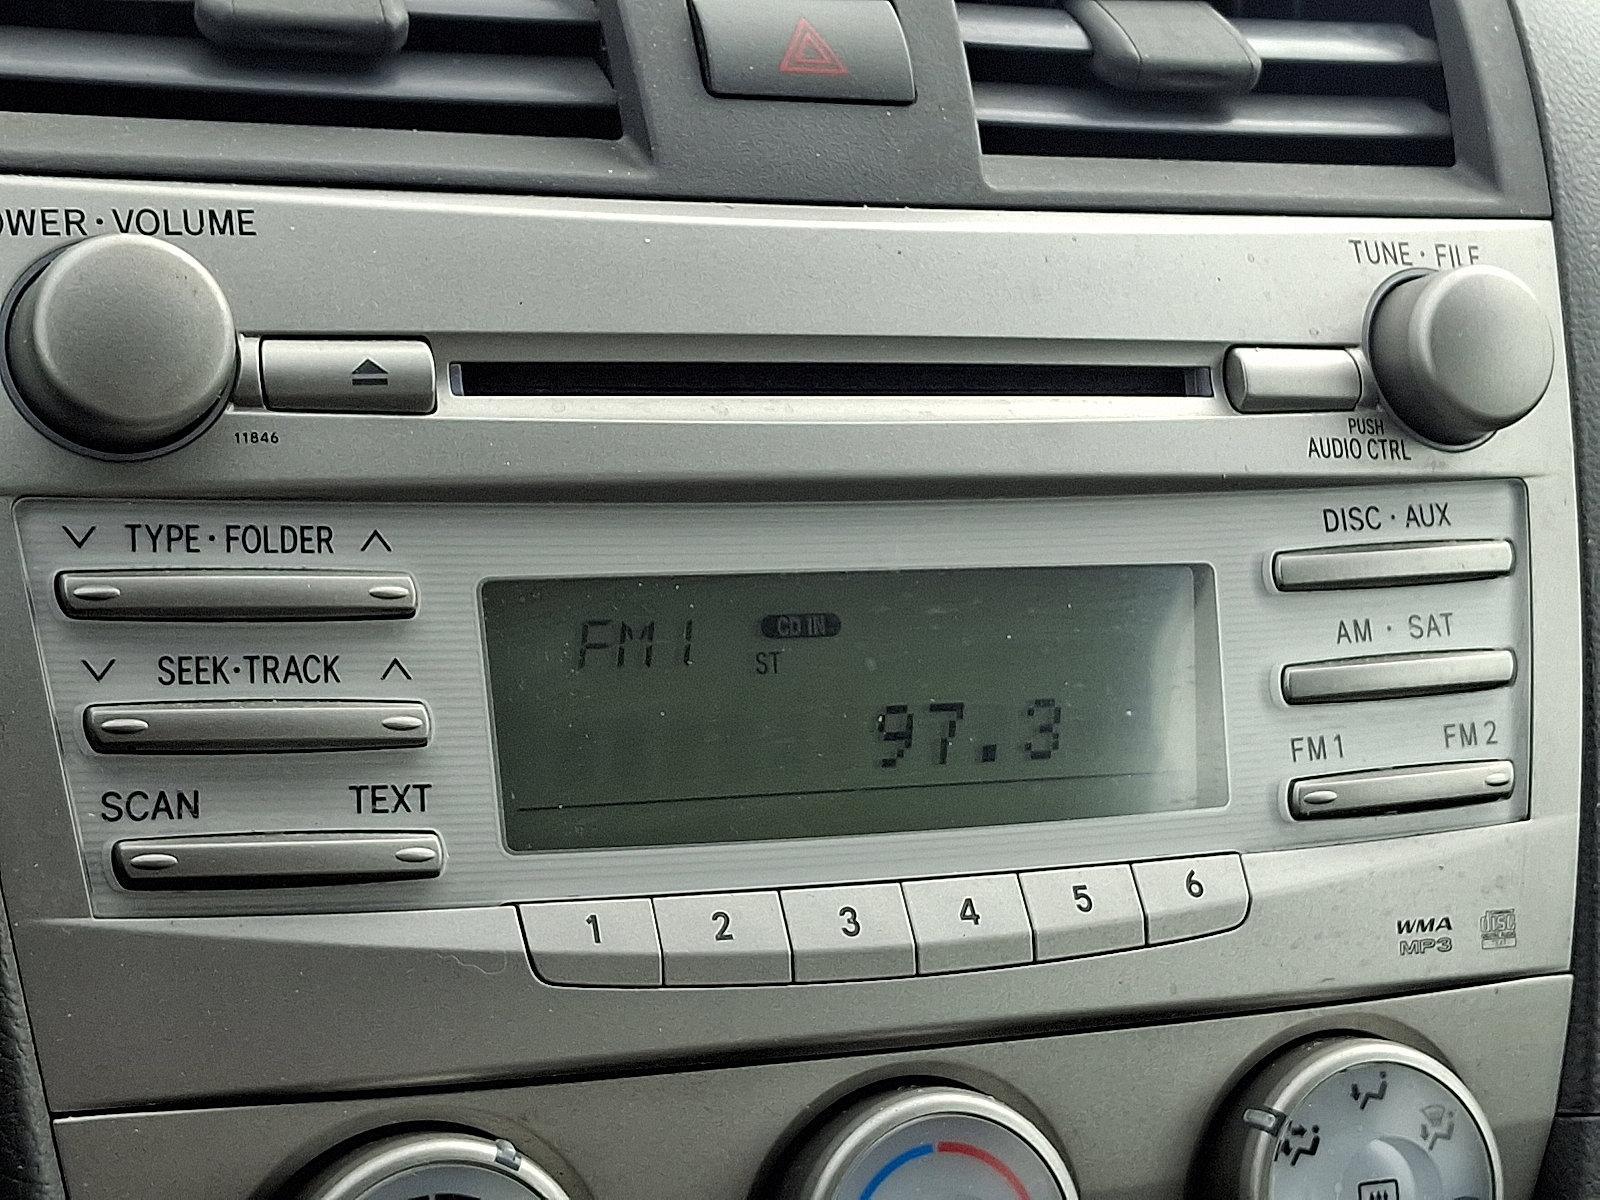 OWER · VOLUME
TUNE · FILE
11846
PUSH
AUDIO CTRL
TYPE · FOLDER
DISC · AUX
FM1
CD IN
ST
AM · SAT
SEEK · TRACK
97.3
FM 1
FM 2
SCAN
TEXT
1
2
3
4
5
6
WMA
MP3
disc